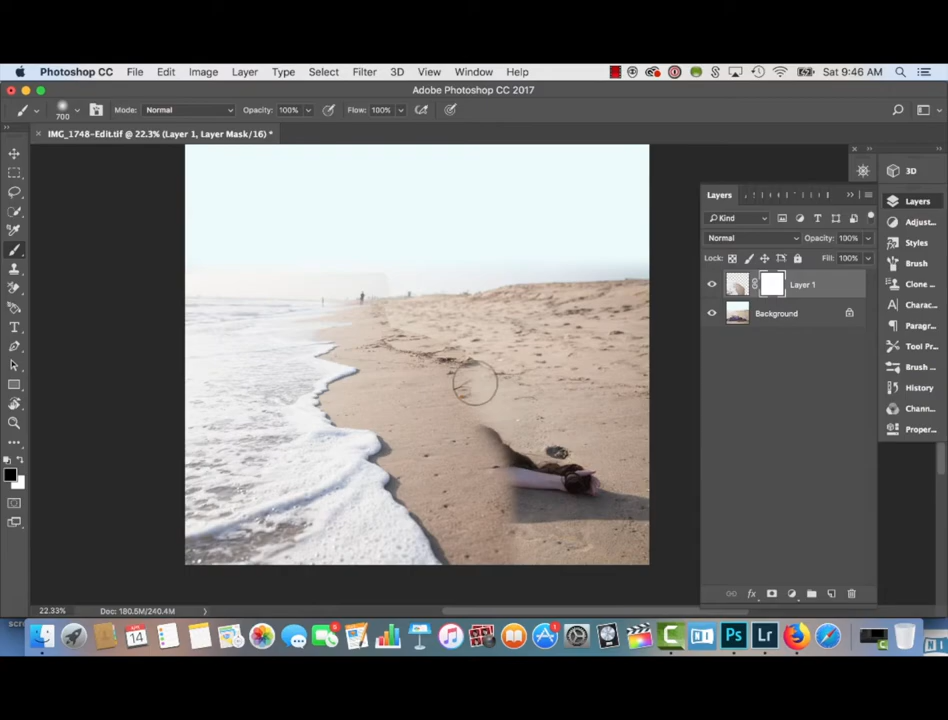 Photoshop CC File Edit Image Layer Type Select Filter 3D View Window Help Sat 9:46 AM
Adobe Photoshop CC 2017
700 Mode: Normal Opacity: 100% Flow: 100%
IMG_1748-Edit.tif @ 22.3% (Layer 1, Layer Mask/16) *
3D
Layers
Layers
Kind
Adjust...
Normal Opacity: 100%
Styles
Lock: Fill: 100%
Brush
Layer 1
Clone ...
Charac...
Background
Paragr...
Tool Pr...
Brush ...
History
Chann...
Proper...
22.33% Doc: 180.5M/240.4M
scre